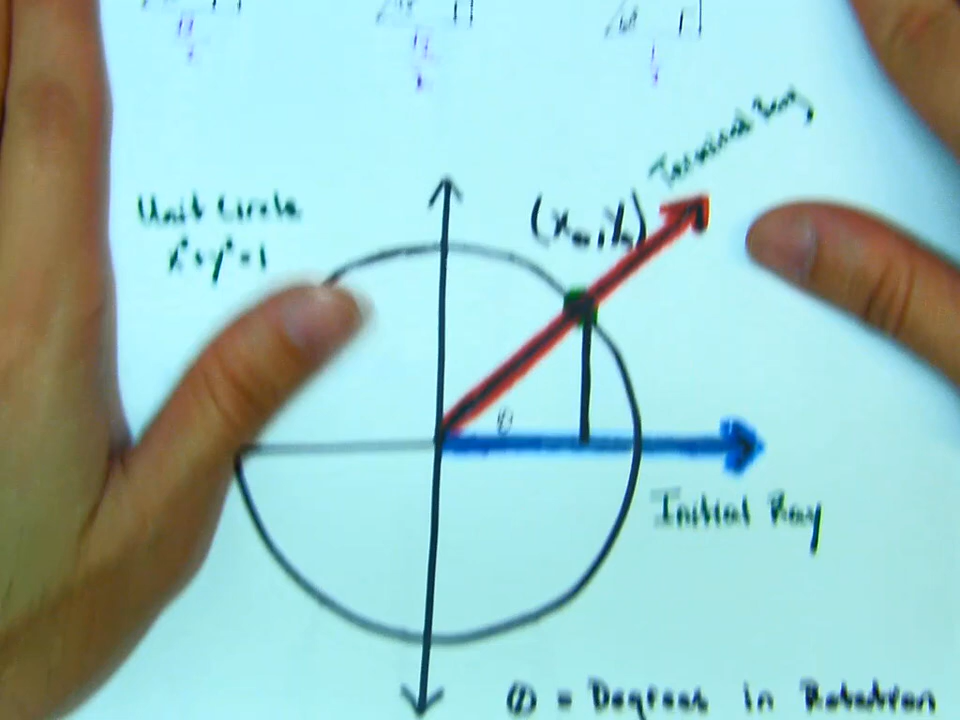 Terminal Ray
Unit Circle
x²+y²=1
(x₀,y₀)
θ
Initial Ray
θ = Degrees in Rotation